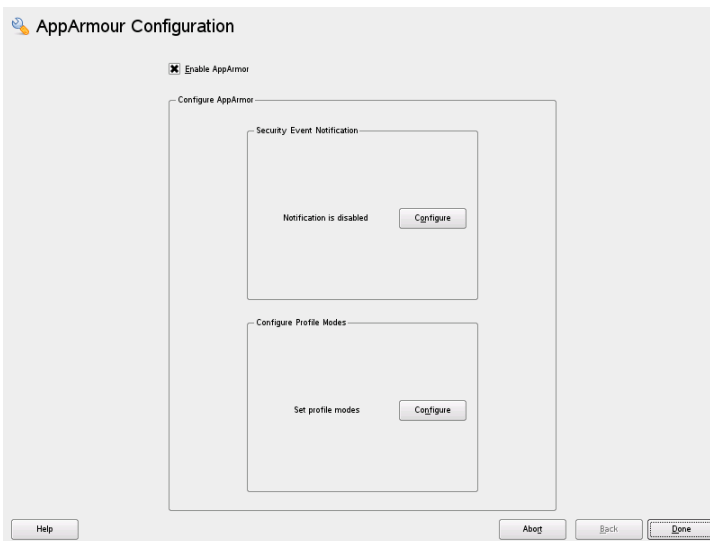 AppArmour Configuration
Enable AppArmor
Configure AppArmor
Security Event Notification
Notification is disabled
Configure
Configure Profile Modes
Set profile modes
Configure
Help
Abort
Back
Done